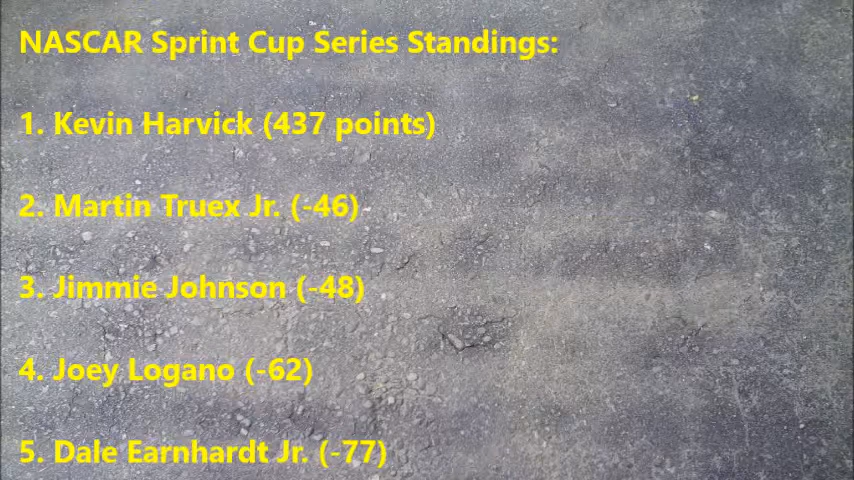 NASCAR Sprint Cup Series Standings:
1. Kevin Harvick (437 points)
2. Martin Truex Jr. (-46)
3. Jimmie Johnson (-48)
4. Joey Logano (-62)
5. Dale Earnhardt Jr. (-77)